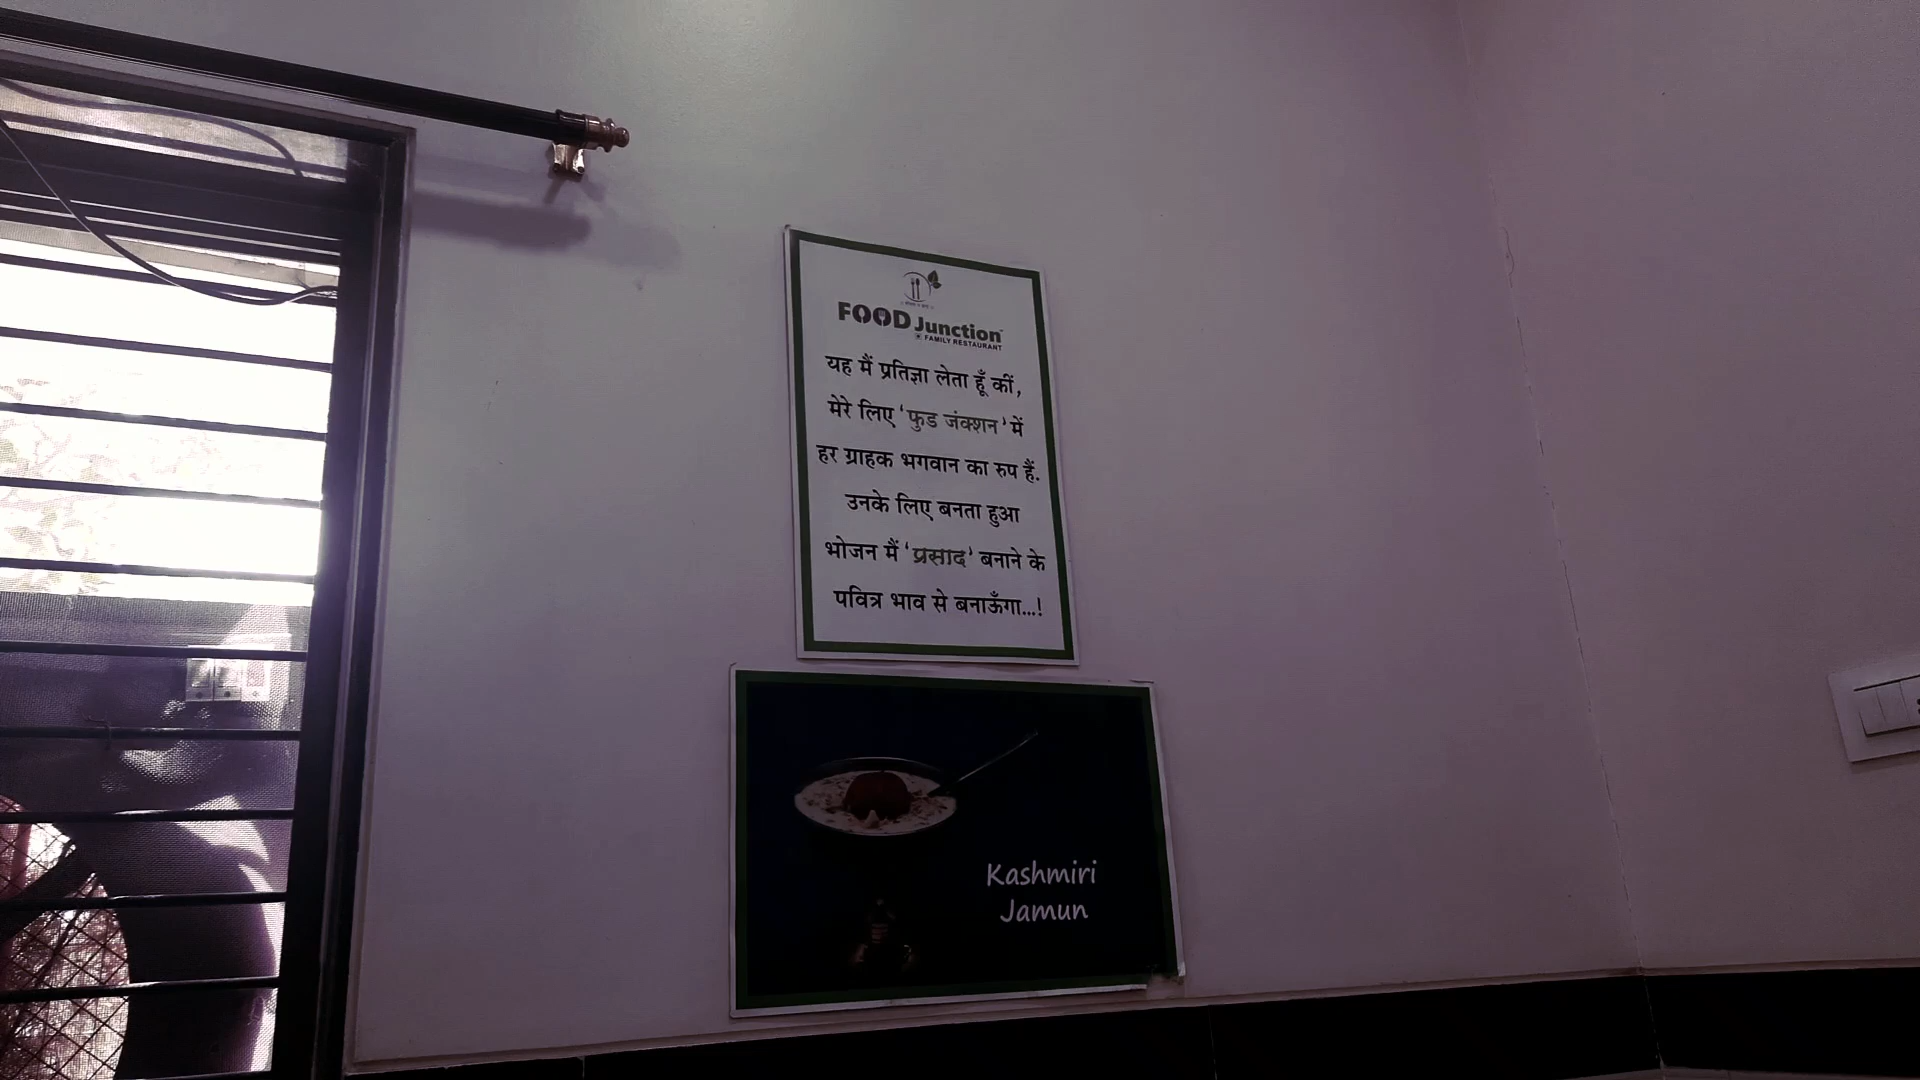 FOOD Junction
FAMILY RESTAURANT
यह मैं प्रतिज्ञा लेता हूँ कीं,
मेरे लिए 'फुड जंक्शन' में
हर ग्राहक भगवान का रुप हैं.
उनके लिए बनता हुआ
भोजन मैं 'प्रसाद' बनाने के
पवित्र भाव से बनाऊँगा...!
Kashmiri
Jamun